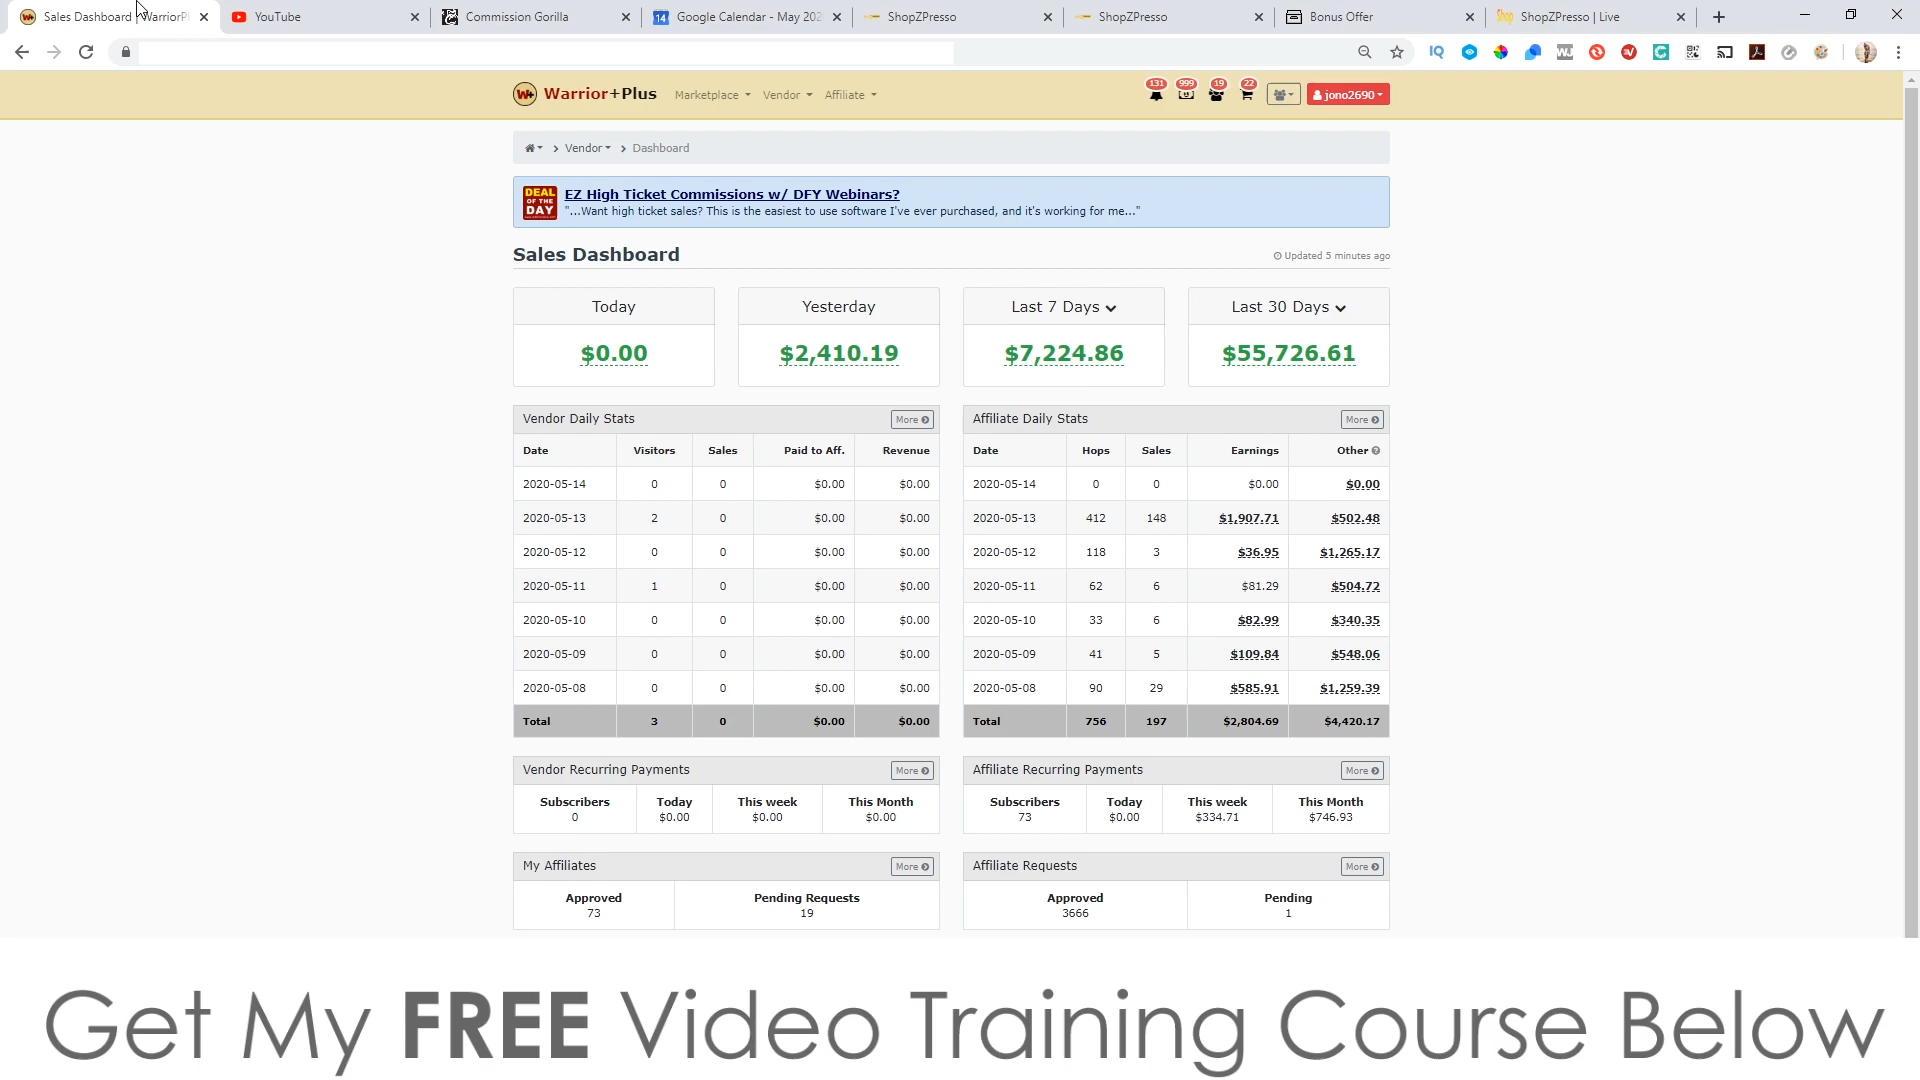 Sales Dashboard | WarriorPl
YouTube
Commission Gorilla
Google Calendar - May 202
ShopZPresso
ShopZPresso
Bonus Offer
ShopZPresso | Live
Warrior+Plus
Marketplace
Vendor
Affiliate
131
999
19
22
jono2690
Vendor
Dashboard
DEAL OF THE DAY
EZ High Ticket Commissions w/ DFY Webinars?
"...Want high ticket sales? This is the easiest to use software I've ever purchased, and it's working for me..."
Sales Dashboard
Updated 5 minutes ago
Today
Yesterday
Last 7 Days
Last 30 Days
$0.00
$2,410.19
$7,224.86
$55,726.61
Vendor Daily Stats
More
Date Visitors Sales Paid to Aff. Revenue
2020-05-14 0 0 $0.00 $0.00
2020-05-13 2 0 $0.00 $0.00
2020-05-12 0 0 $0.00 $0.00
2020-05-11 1 0 $0.00 $0.00
2020-05-10 0 0 $0.00 $0.00
2020-05-09 0 0 $0.00 $0.00
2020-05-08 0 0 $0.00 $0.00
Total 3 0 $0.00 $0.00
Affiliate Daily Stats
More
Date Hops Sales Earnings Other
2020-05-14 0 0 $0.00 $0.00
2020-05-13 412 148 $1,907.71 $502.48
2020-05-12 118 3 $36.95 $1,265.17
2020-05-11 62 6 $81.29 $504.72
2020-05-10 33 6 $82.99 $340.35
2020-05-09 41 5 $109.84 $548.06
2020-05-08 90 29 $585.91 $1,259.39
Total 756 197 $2,804.69 $4,420.17
Vendor Recurring Payments
More
Subscribers Today This week This Month
0 $0.00 $0.00 $0.00
Affiliate Recurring Payments
More
Subscribers Today This week This Month
73 $0.00 $334.71 $746.93
My Affiliates
More
Approved Pending Requests
73 19
Affiliate Requests
More
Approved Pending
3666 1
Get My FREE Video Training Course Below